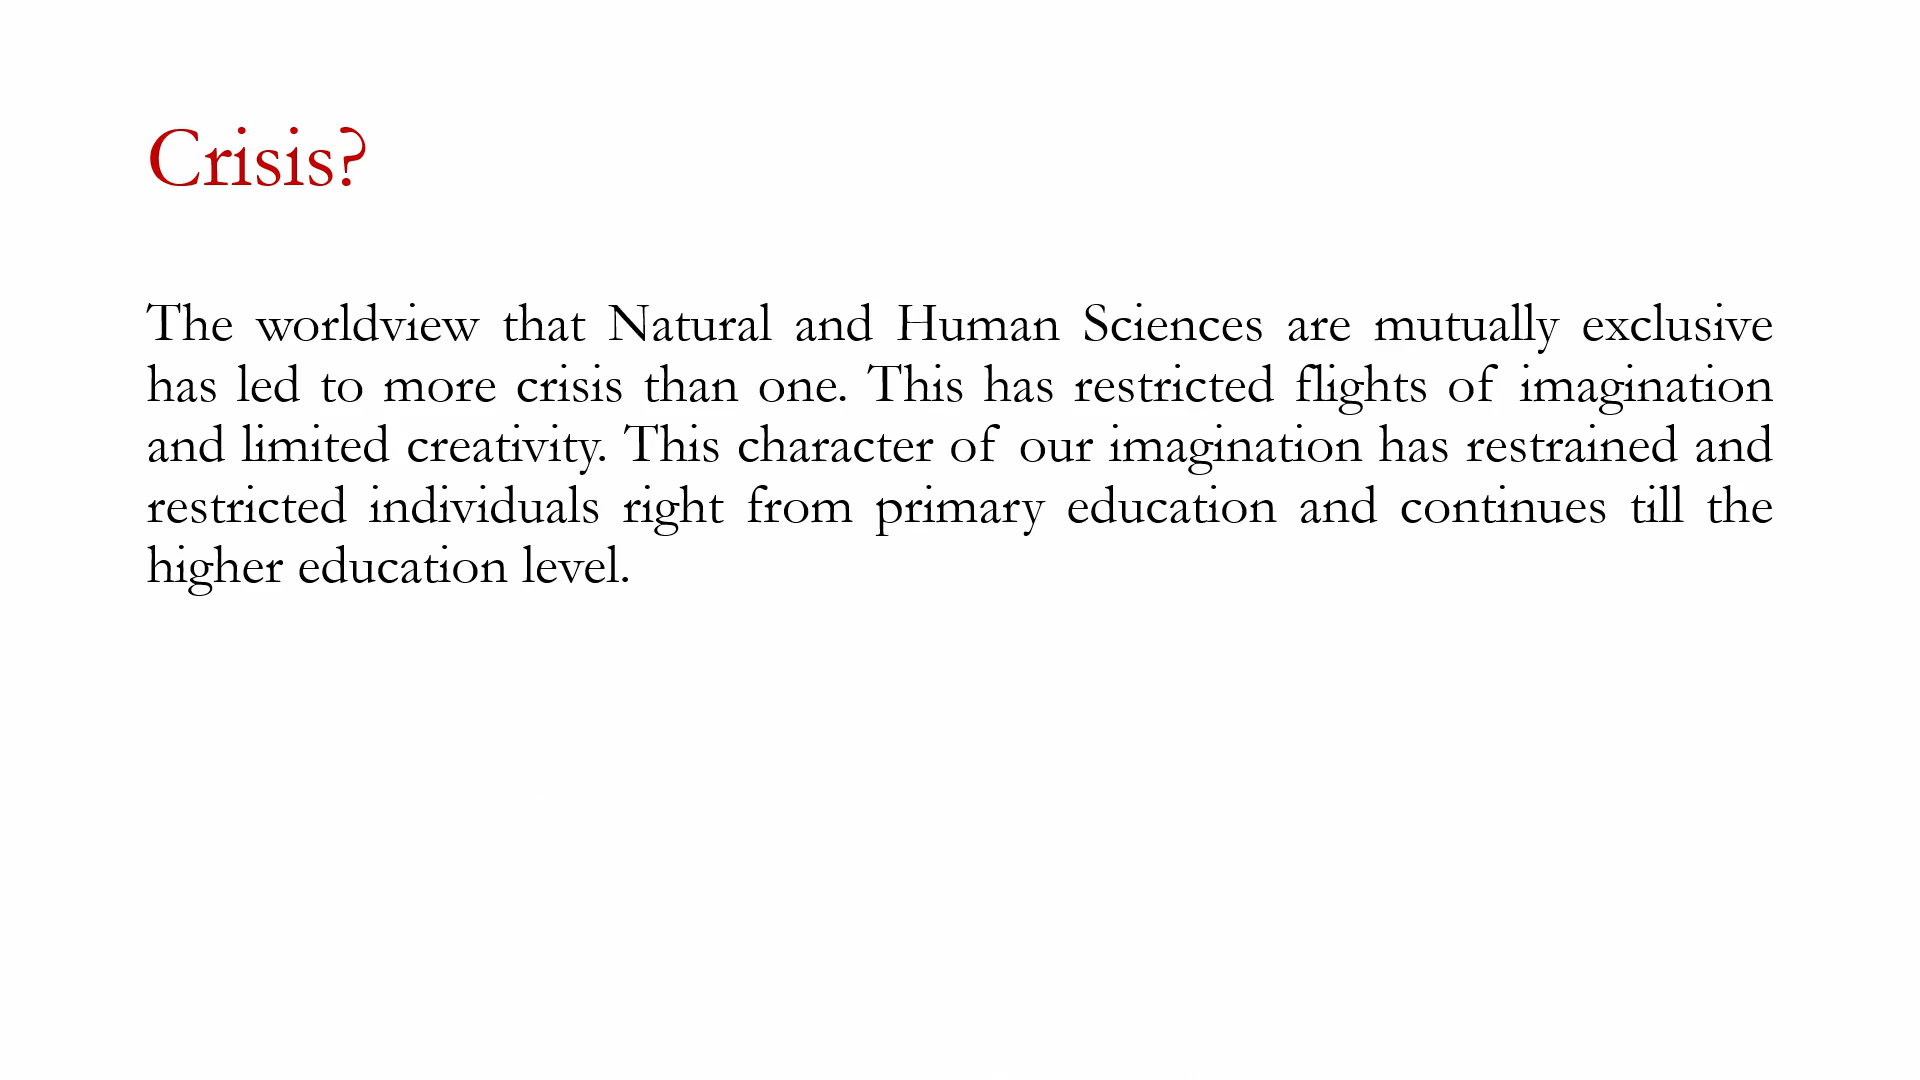 Crisis?
The worldview that Natural and Human Sciences are mutually exclusive
has led to more crisis than one. This has restricted flights of imagination
and limited creativity. This character of our imagination has restrained and
restricted individuals right from primary education and continues till the
higher education level.